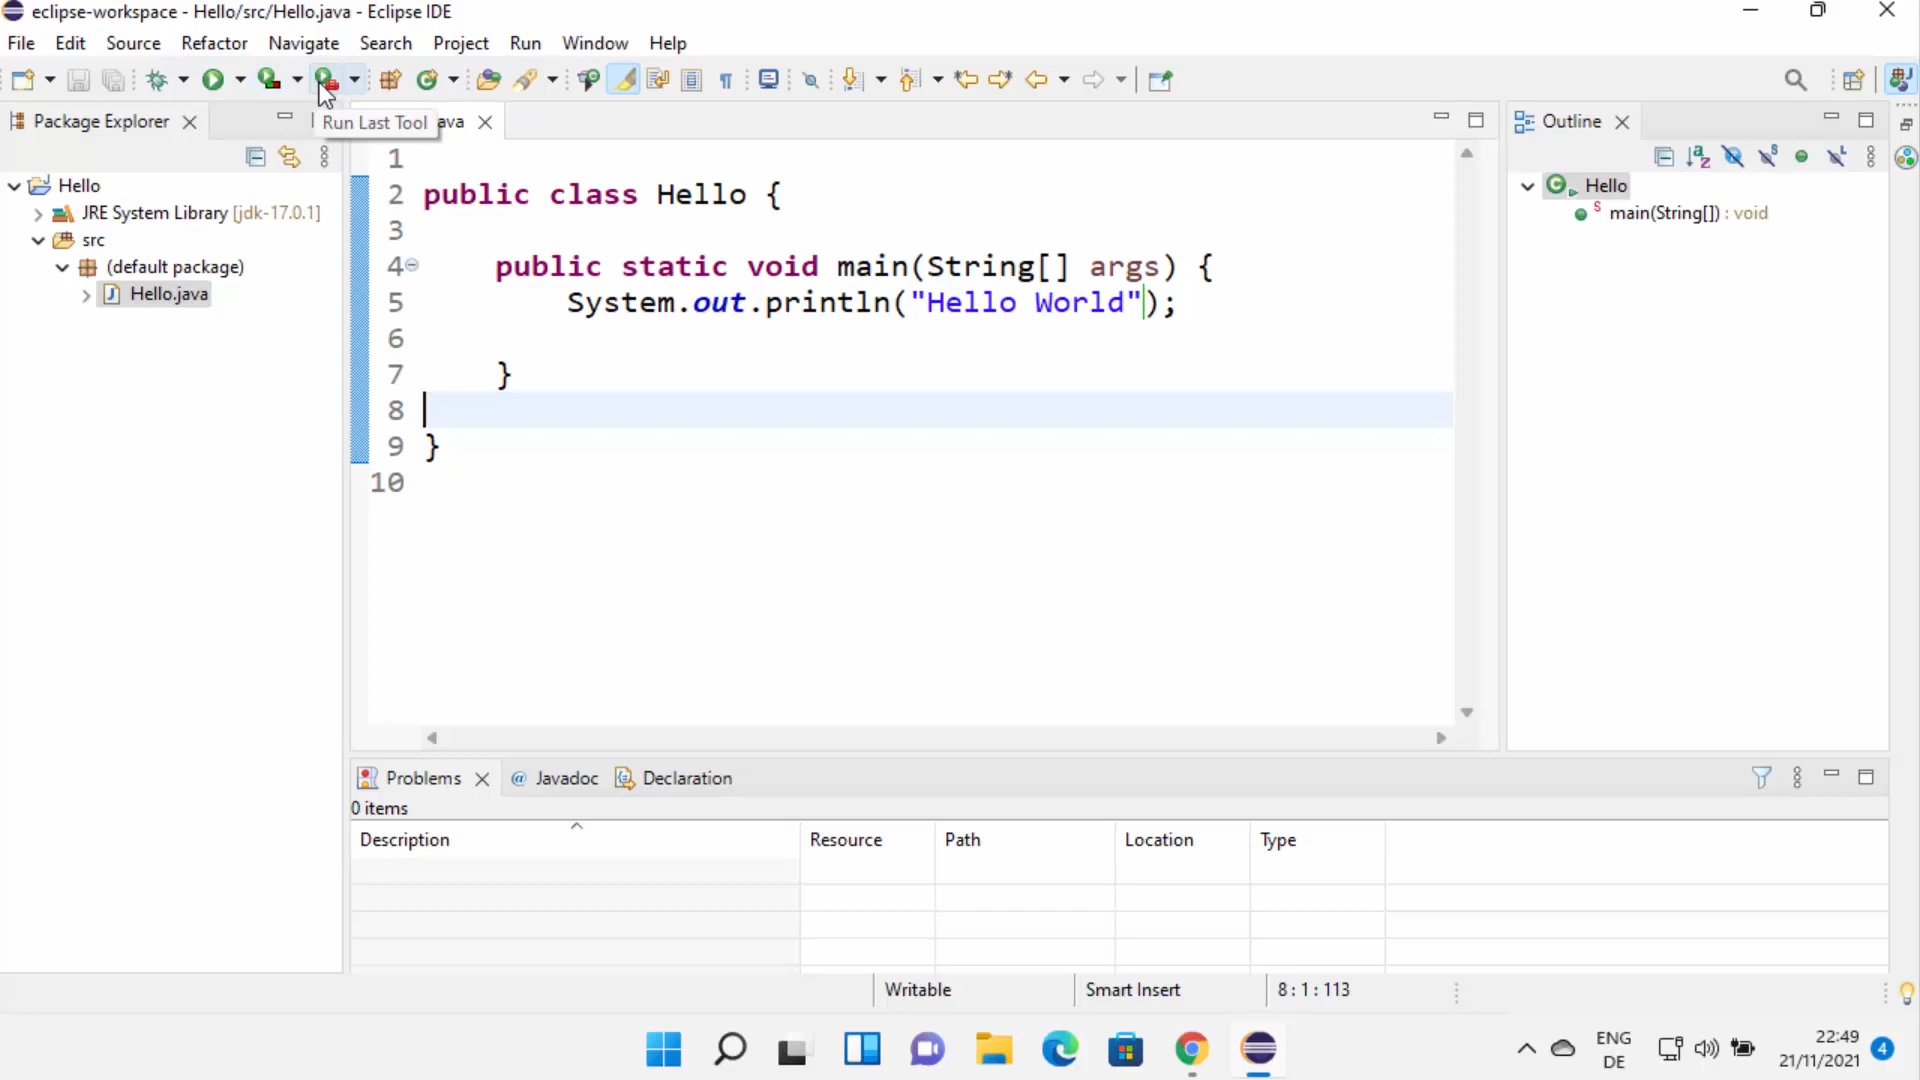 eclipse-workspace - Hello/src/Hello.java - Eclipse IDE
File Edit Source Refactor Navigate Search Project Run Window Help
Package Explorer
Run Last Tool
ava
Outline
Hello
JRE System Library [jdk-17.0.1]
src
(default package)
Hello.java
1
2 public class Hello {
3
4 public static void main(String[] args) {
5 System.out.println("Hello World");
6
7 }
8
9 }
10
Hello
main(String[]) : void
Problems @ Javadoc Declaration
0 items
Description Resource Path Location Type
Writable Smart Insert 8 : 1 : 113
ENG
DE
22:49
21/11/2021
4